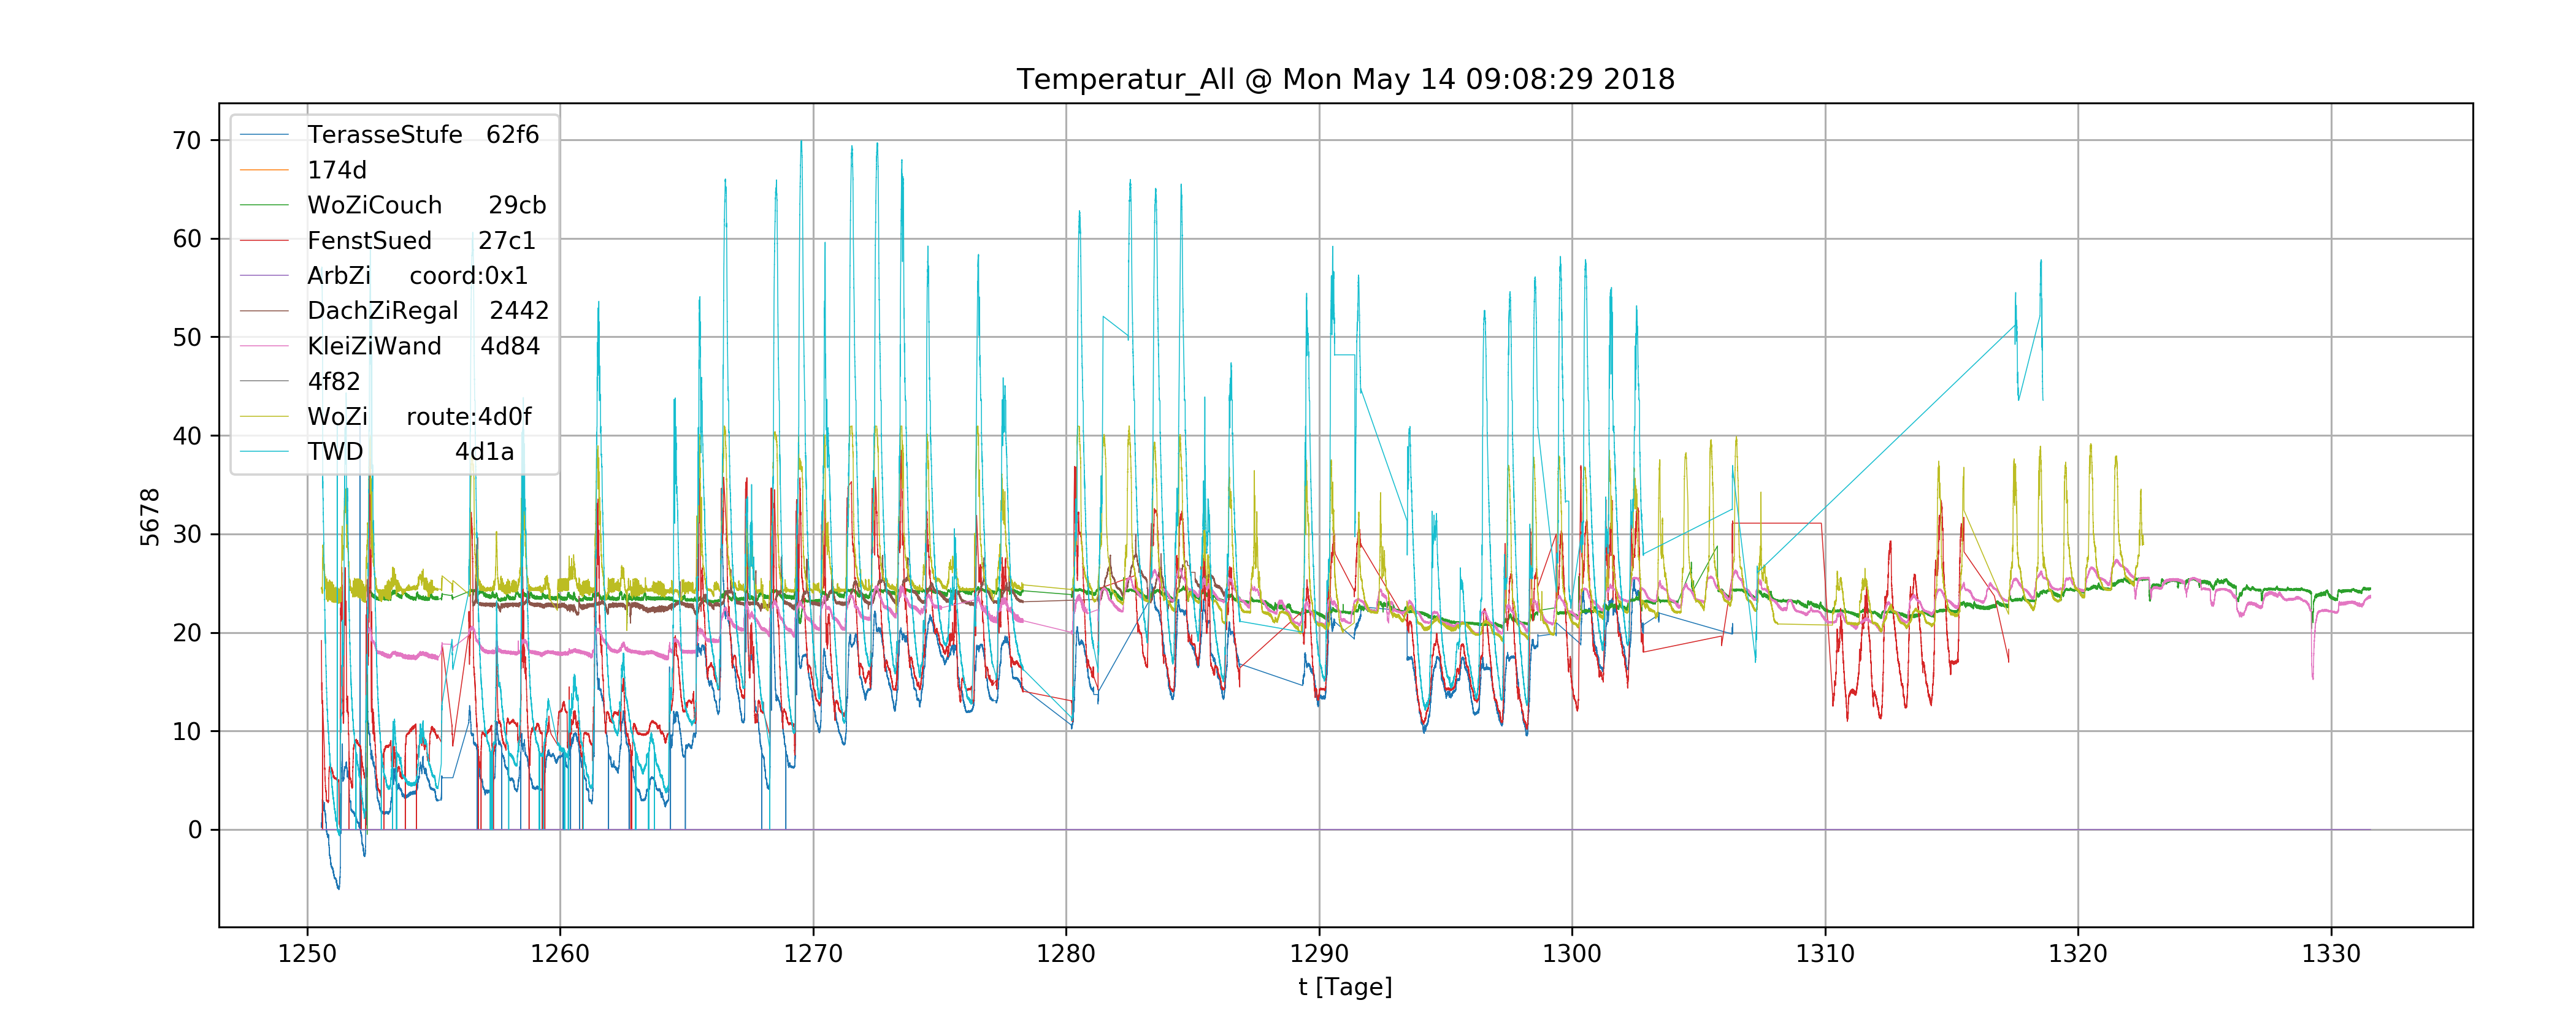 Temperatur_All @ Mon May 14 09:08:29 2018
70
60
50
40
30
20
10
0
5678
TerasseStufe 62f6
174d
WoZiCouch 29cb
FenstSued 27c1
ArbZi coord:0x1
DachZiRegal 2442
KleiZiWand 4d84
4f82
WoZi route:4d0f
TWD 4d1a
1250 1260 1270 1280 1290 1300 1310 1320 1330
t [Tage]